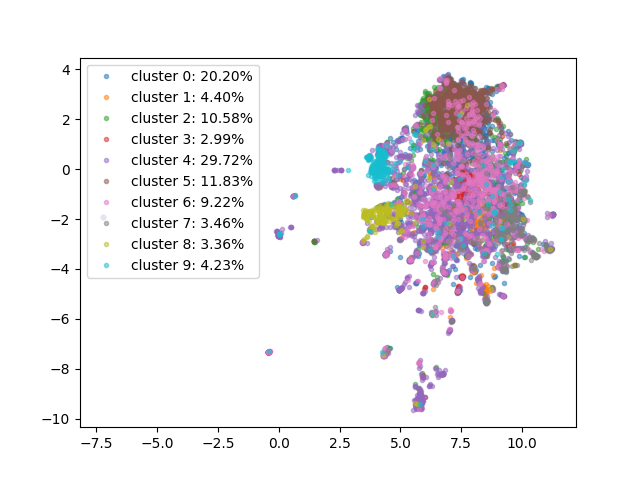 4
2
0
−2
−4
−6
−8
−10
cluster 0: 20.20%
cluster 1: 4.40%
cluster 2: 10.58%
cluster 3: 2.99%
cluster 4: 29.72%
cluster 5: 11.83%
cluster 6: 9.22%
cluster 7: 3.46%
cluster 8: 3.36%
cluster 9: 4.23%
−7.5 −5.0 −2.5 0.0 2.5 5.0 7.5 10.0